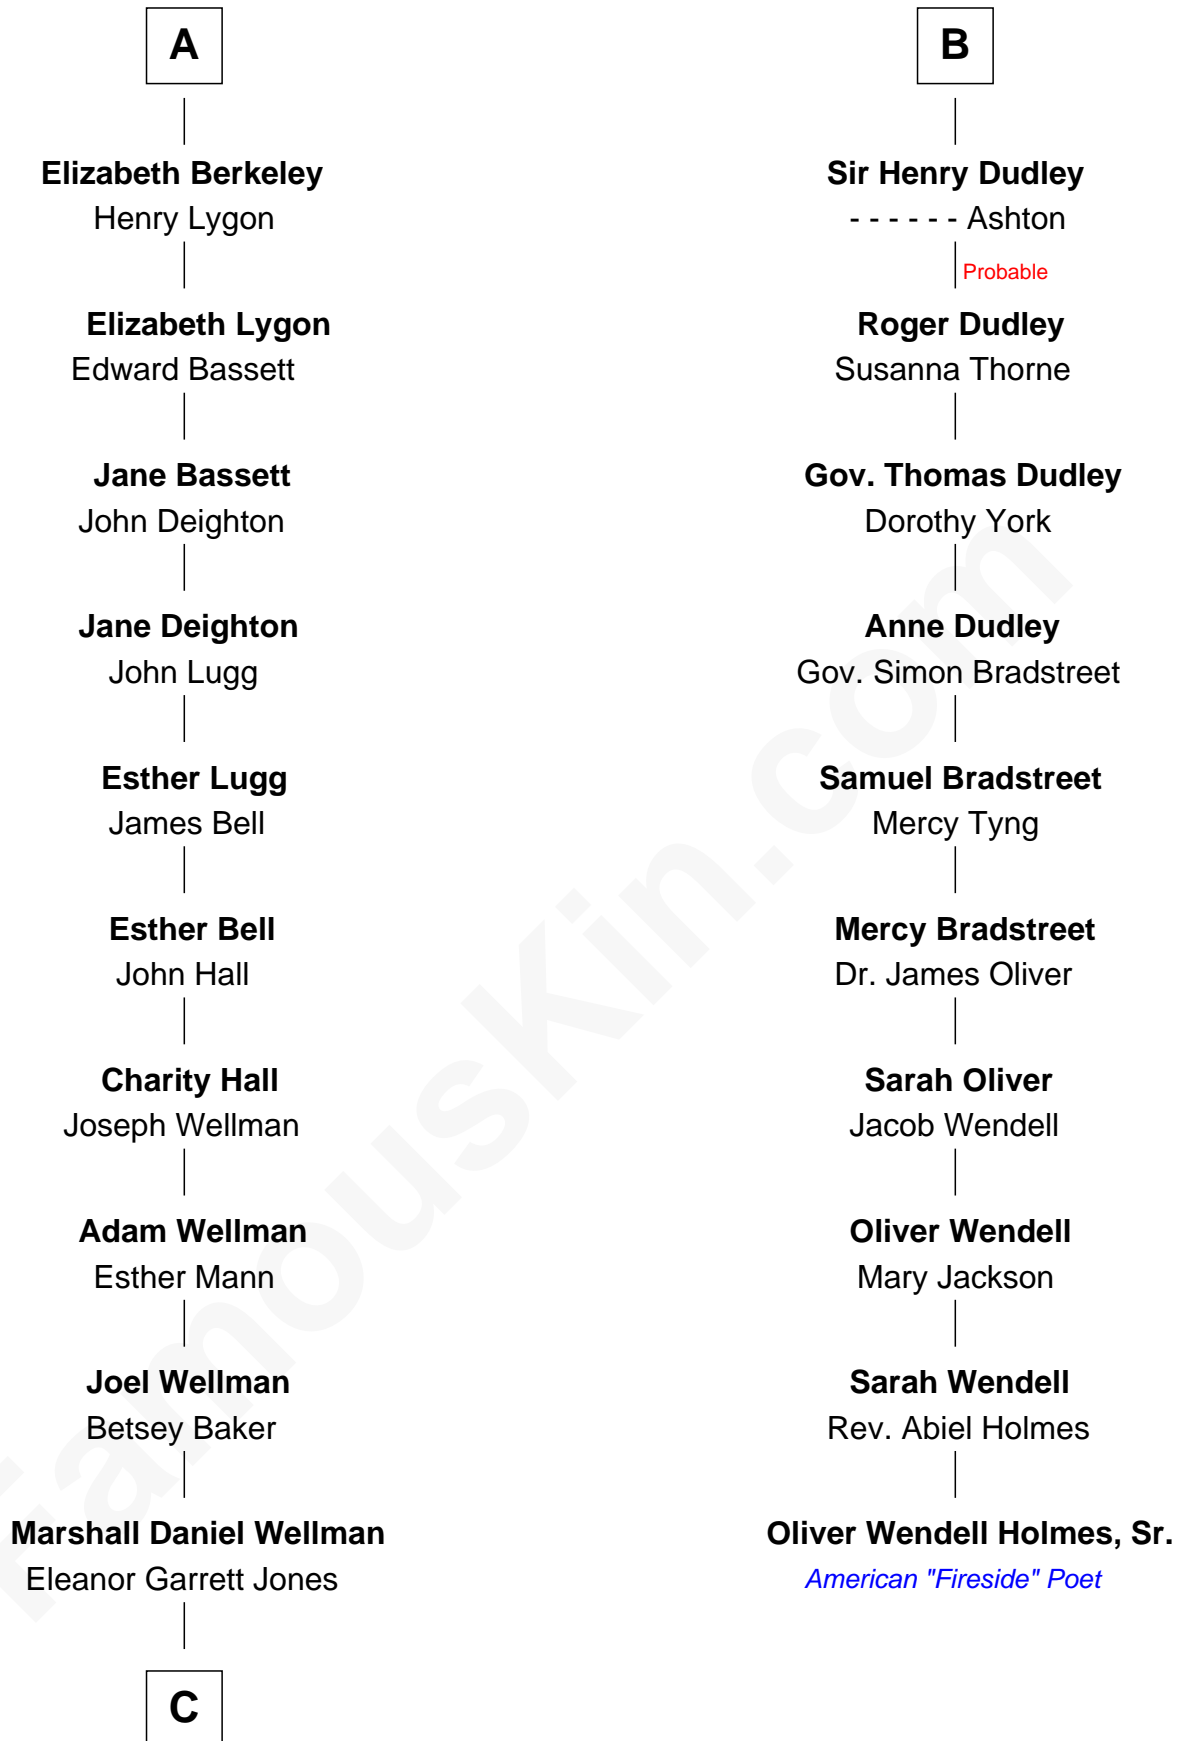 A
Elizabeth Berkeley
Henry Lygon
Elizabeth Lygon
Edward Bassett
Jane Bassett
John Deighton
Jane Deighton
John Lugg
Esther Lugg
James Bell
Esther Bell
John Hall
Charity Hall
Joseph Wellman
Adam Wellman
Esther Mann
Joel Wellman
Betsey Baker
Marshall Daniel Wellman
Eleanor Garrett Jones
C
B
Sir Henry Dudley
- - - - - - Ashton
Probable
Roger Dudley
Susanna Thorne
Gov. Thomas Dudley
Dorothy York
Anne Dudley
Gov. Simon Bradstreet
Samuel Bradstreet
Mercy Tyng
Mercy Bradstreet
Dr. James Oliver
Sarah Oliver
Jacob Wendell
Oliver Wendell
Mary Jackson
Sarah Wendell
Rev. Abiel Holmes
Oliver Wendell Holmes, Sr.
American "Fireside" Poet
FamousKin.com